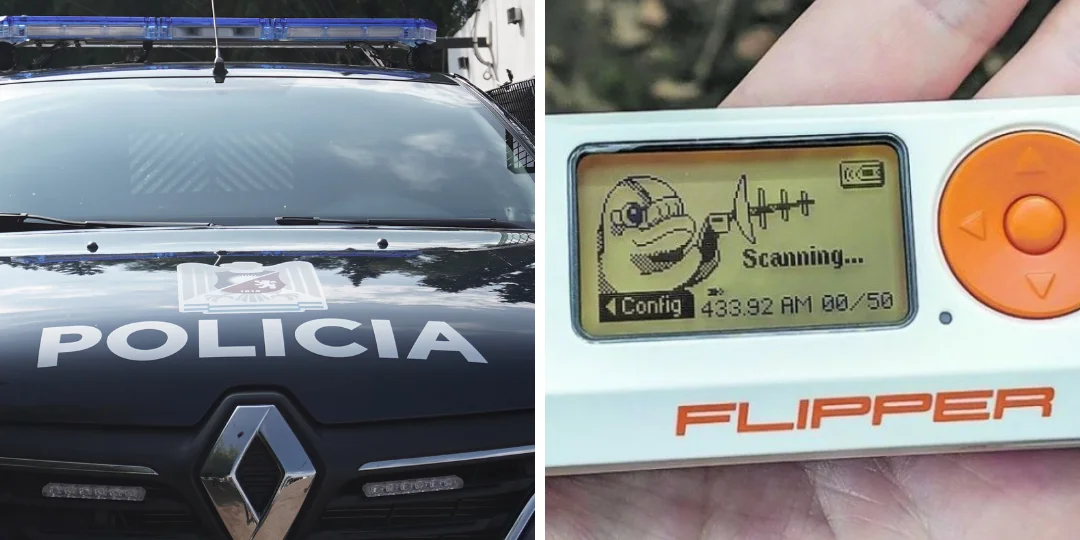 POLICIA
Scanning...
Config
433.92 AM 00/50
FLIPPER